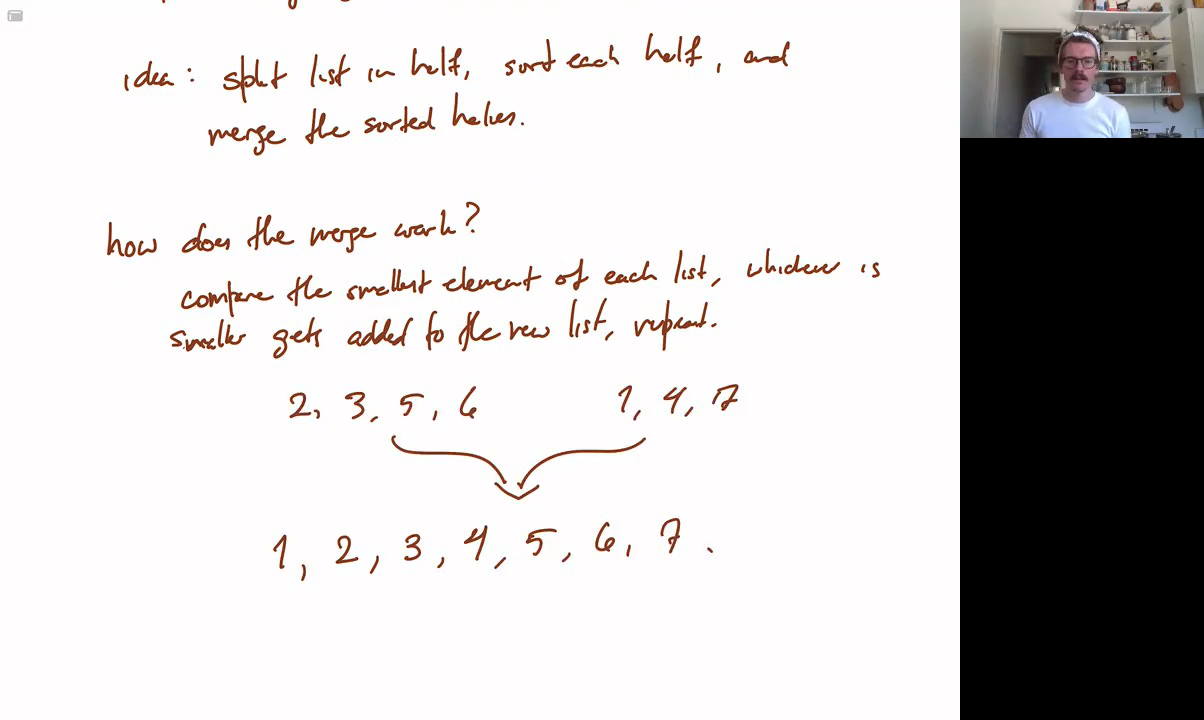 idea: split list in half, sort each half, and
merge the sorted halves.
how does the merge work?
compare the smallest element of each list, whichever is
smaller gets added to the new list, repeat.
2, 3, 5, 6 1, 4, 7
1, 2, 3, 4, 5, 6, 7.